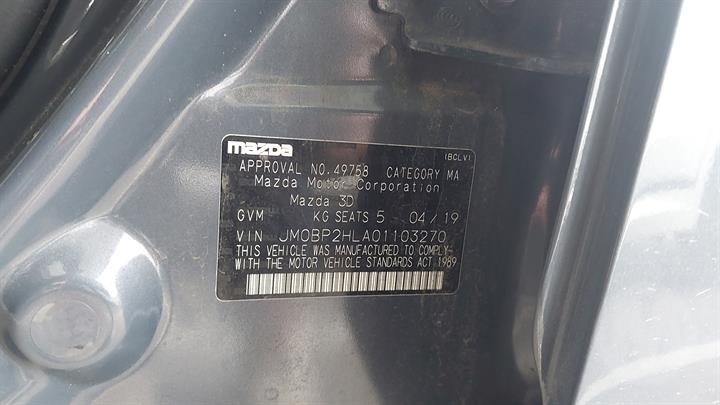 mazda
(BCLV)
APPROVAL NO. 49758 CATEGORY MA
Mazda Motor Corporation
Mazda 3D
GVM KG SEATS 5 04/19
VIN JM0BP2HLA01103270
THIS VEHICLE WAS MANUFACTURED TO COMPLY
WITH THE MOTOR VEHICLE STANDARDS ACT 1989